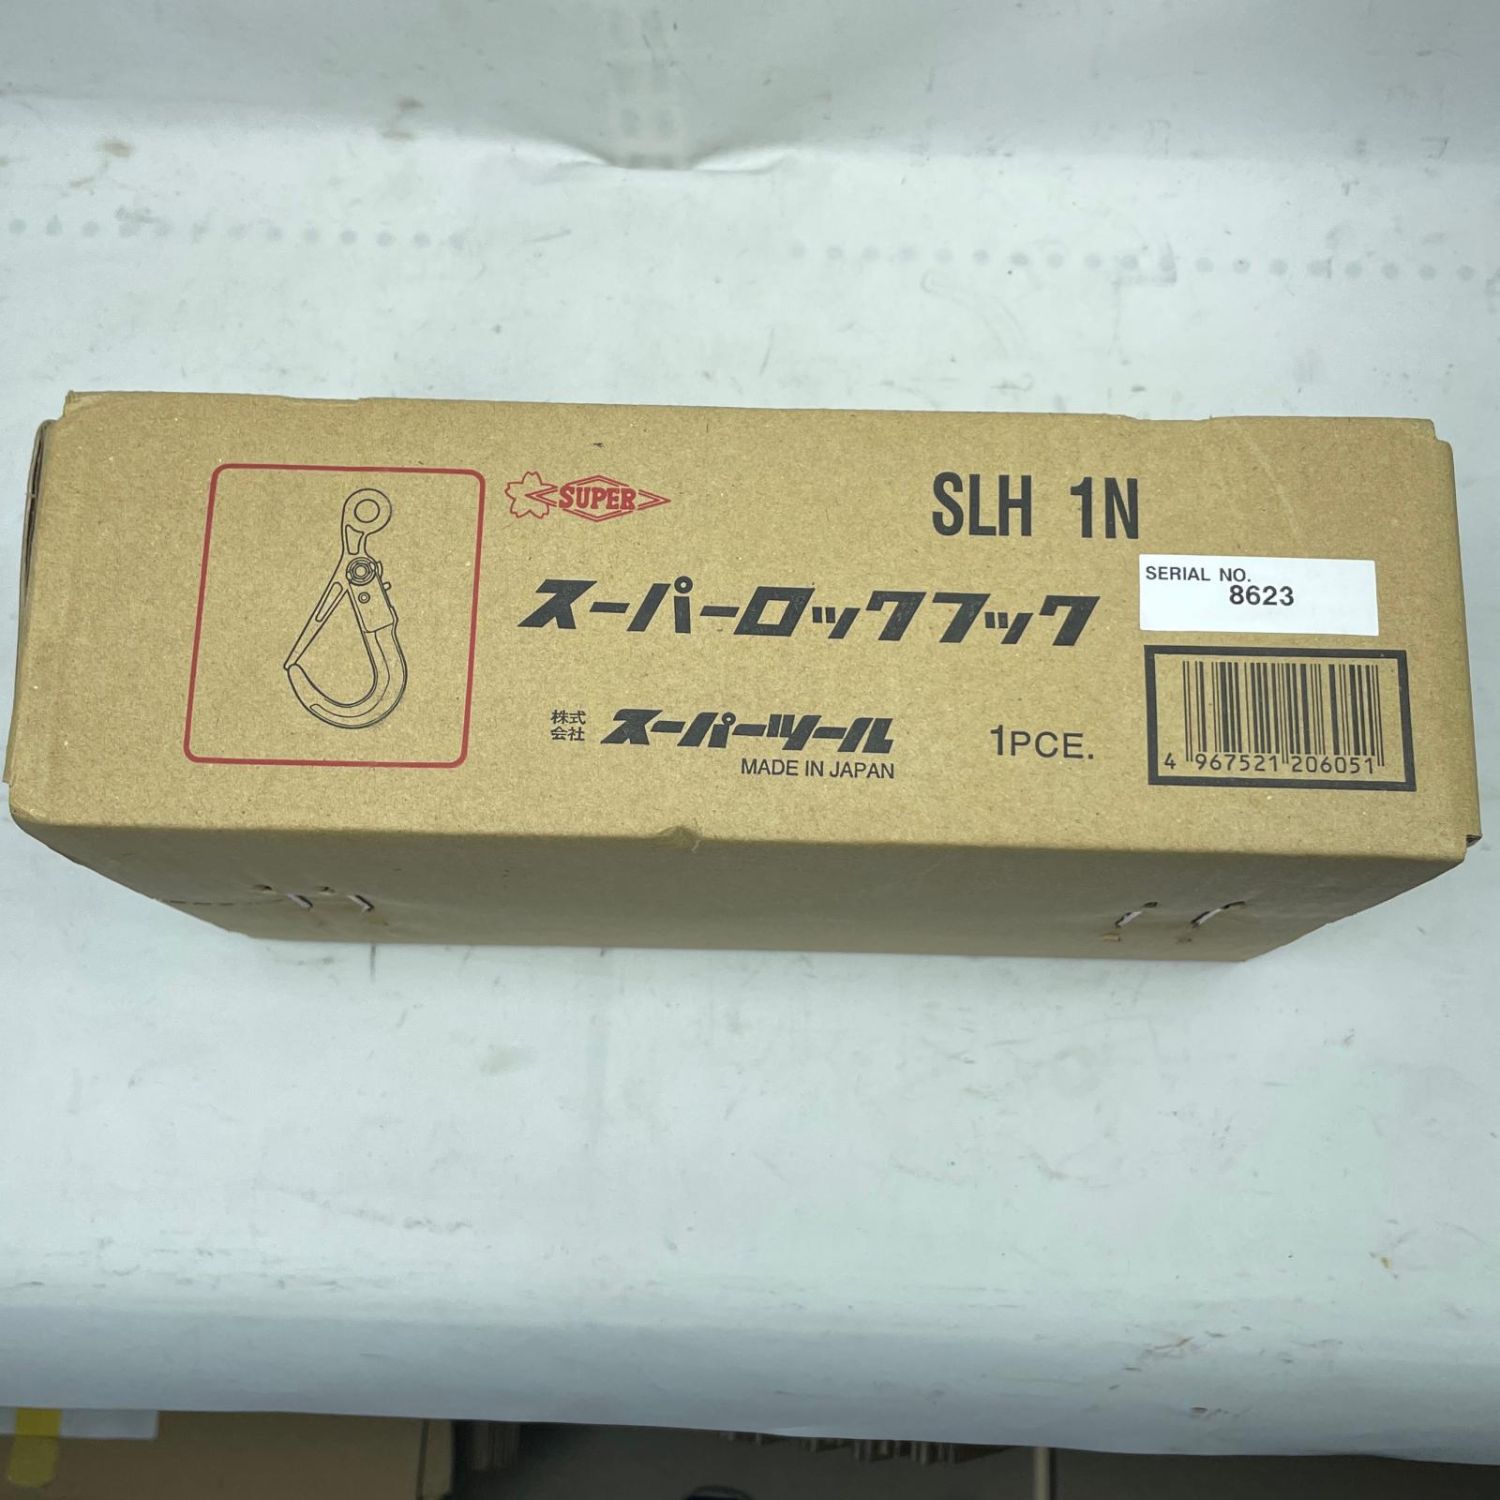 SUPER
SLH 1N
スーパーロックフック
SERIAL NO.
8623
株式
会社
スーパーツール
MADE IN JAPAN
1PCE.
4 967521 206051